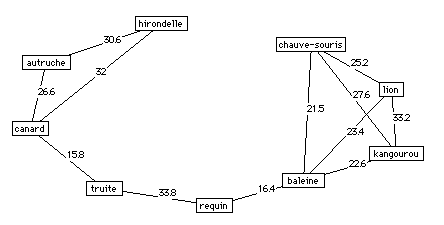 hirondelle
30.6
chauve-souris
autruche
32
25.2
26.6
lion
27.6
21.5
33.2
canard
23.4
15.8
kangourou
22.6
truite
baleine
16.4
33.8
requin